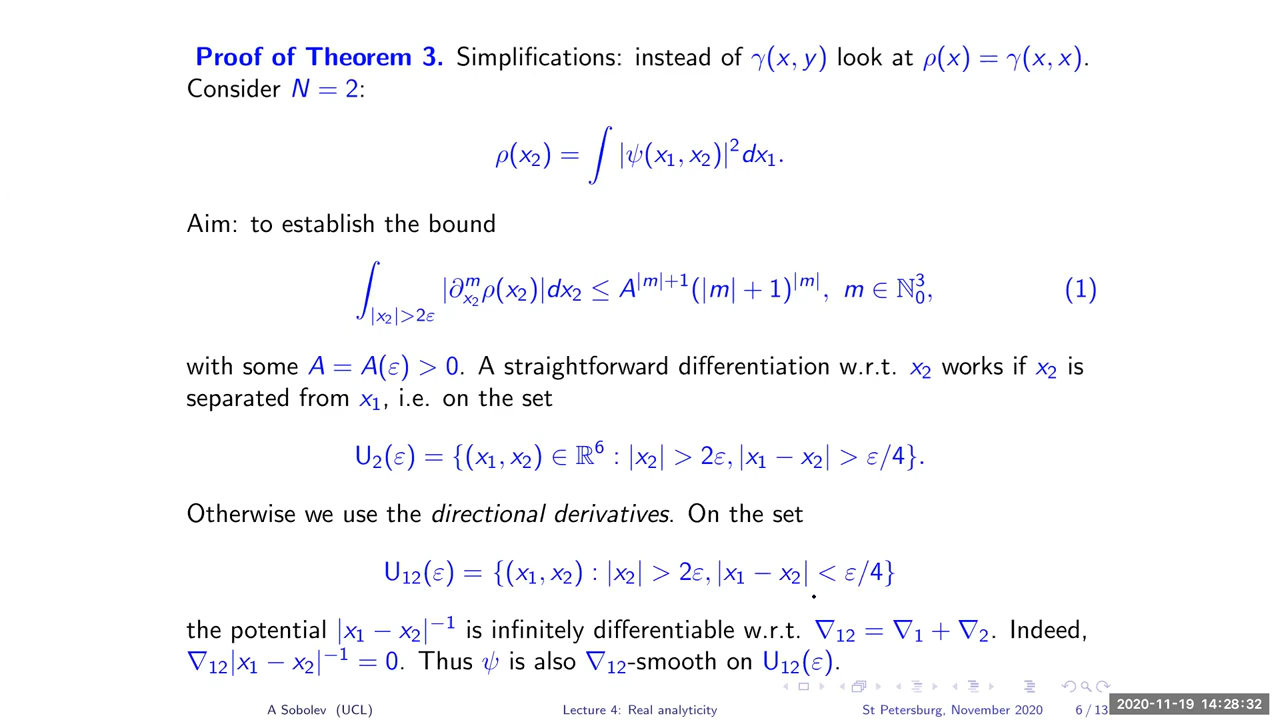 Proof of Theorem 3. Simplifications: instead of γ(x, y) look at ρ(x) = γ(x, x).
Consider N = 2:
ρ(x₂) = ∫ |ψ(x₁, x₂)|² dx₁.
Aim: to establish the bound
∫_{|x₂|>2ε} |∂^m_{x₂} ρ(x₂)|dx₂ ≤ A^{|m|+1}(|m| + 1)^{|m|}, m ∈ ℕ₀³, (1)
with some A = A(ε) > 0. A straightforward differentiation w.r.t. x₂ works if x₂ is
separated from x₁, i.e. on the set
U₂(ε) = {(x₁, x₂) ∈ ℝ⁶ : |x₂| > 2ε, |x₁ − x₂| > ε/4}.
Otherwise we use the directional derivatives. On the set
U₁₂(ε) = {(x₁, x₂) : |x₂| > 2ε, |x₁ − x₂| < ε/4}
the potential |x₁ − x₂|⁻¹ is infinitely differentiable w.r.t. ∇₁₂ = ∇₁ + ∇₂. Indeed,
∇₁₂|x₁ − x₂|⁻¹ = 0. Thus ψ is also ∇₁₂-smooth on U₁₂(ε).
A Sobolev (UCL) Lecture 4: Real analyticity St Petersburg, November 2020 6 / 13
2020-11-19 14:28:32